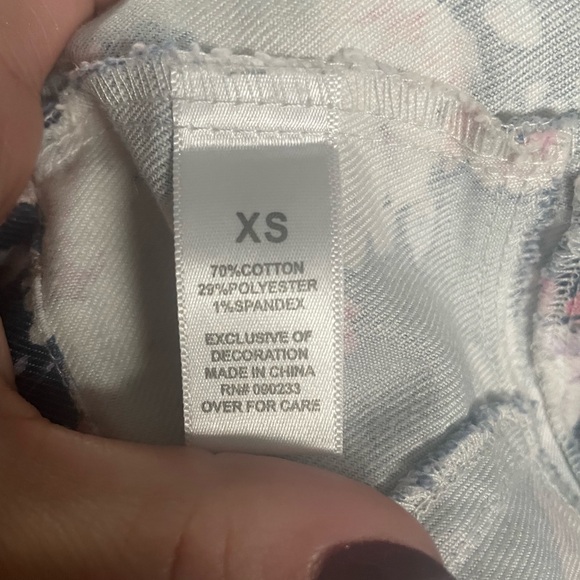 XS
70%COTTON
29%POLYESTER
1%SPANDEX
EXCLUSIVE OF
DECORATION
MADE IN CHINA
RN# 090233
OVER FOR CARE